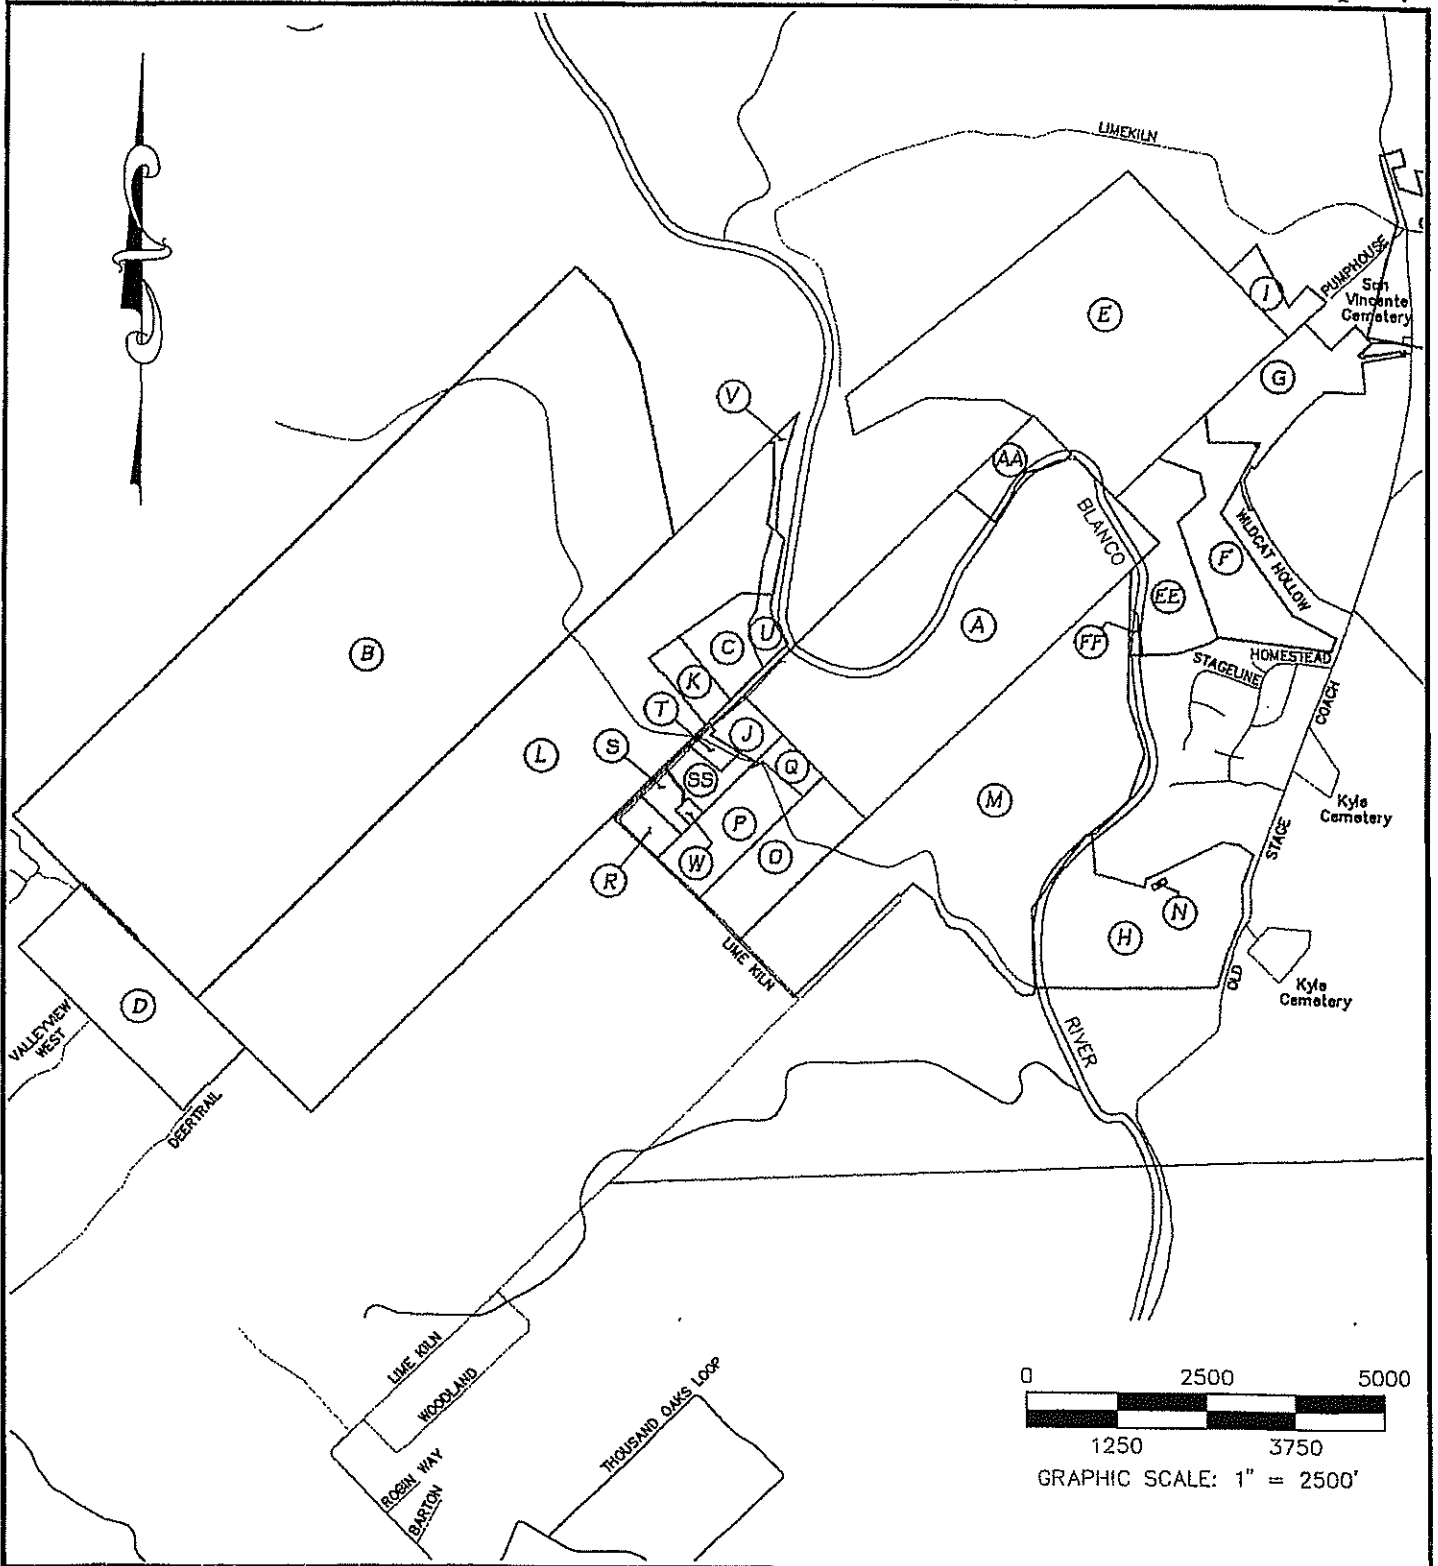 LIMEKILN
PUMPHOUSE
San
Vincente
Cemetery
I
E
G
V
AA
BLANCO
WILDCAT HOLLOW
F
EE
A
FF
HOMESTEAD
STAGELINE
B
C
U
K
T
J
S
L
Q
SS
COACH
M
P
Kyle
Cemetery
STAGE
O
W
R
N
H
LIME KILN
OLD
Kyle
Cemetery
D
VALLEYVIEW
WEST
RIVER
DEERTRAIL
LIME KILN
WOODLAND
THOUSAND OAKS LOOP
ROBIN WAY
BARTON
0 2500 5000
1250 3750
GRAPHIC SCALE: 1" = 2500'